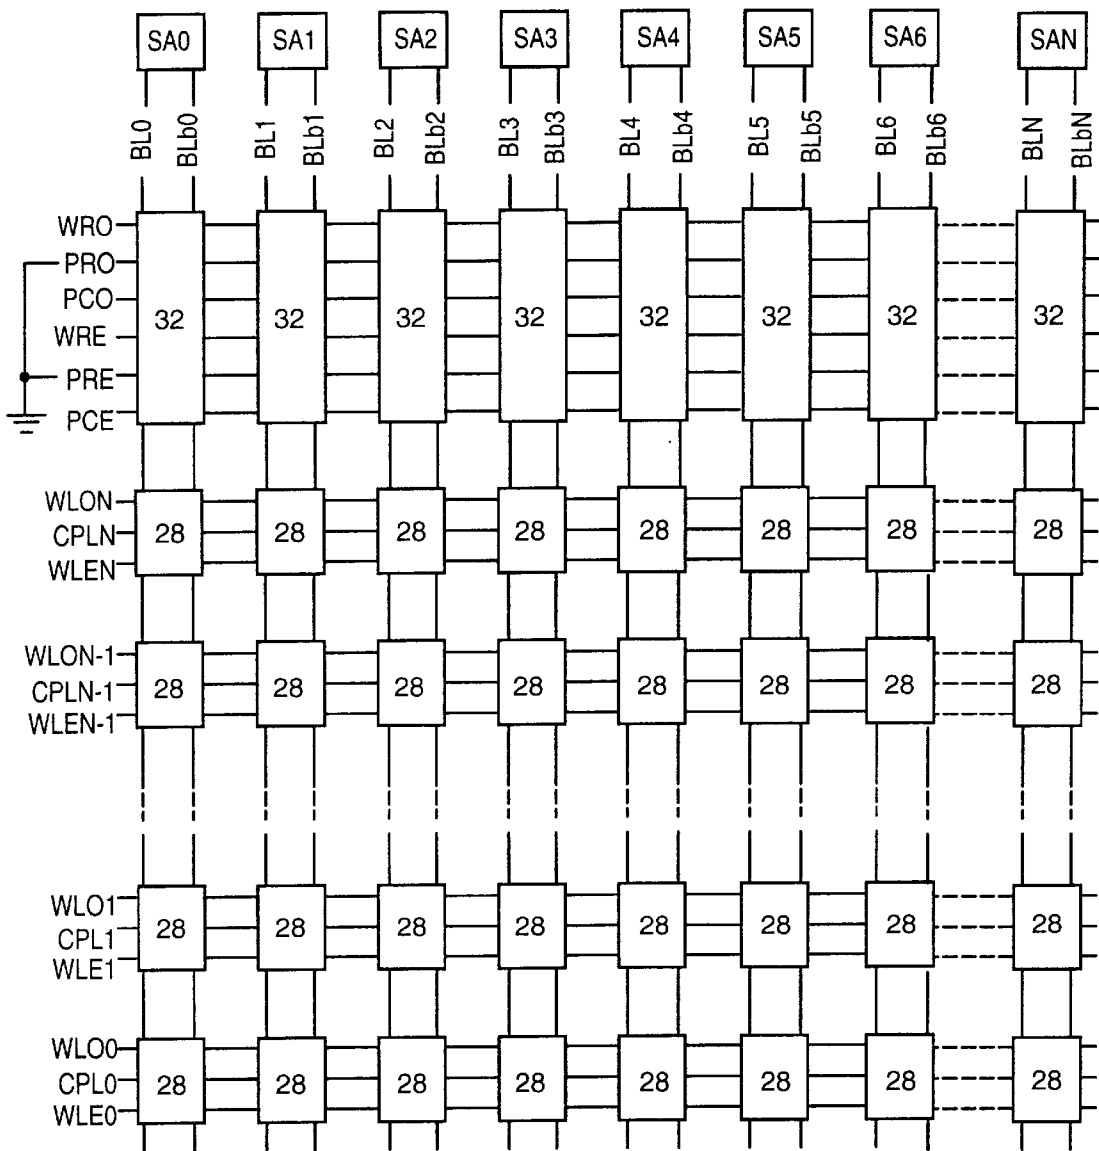 SA0 SA1 SA2 SA3 SA4 SA5 SA6 SAN
BL0 BLb0 BL1 BLb1 BL2 BLb2 BL3 BLb3 BL4 BLb4 BL5 BLb5 BL6 BLb6 BLN BLbN
WRO
PRO
PCO
32 32 32 32 32 32 32 32
WRE
PRE
PCE
WLON
CPLN 28 28 28 28 28 28 28 28
WLEN
WLON-1
CPLN-1 28 28 28 28 28 28 28 28
WLEN-1
WLO1
CPL1 28 28 28 28 28 28 28 28
WLE1
WLO0
CPL0 28 28 28 28 28 28 28 28
WLE0